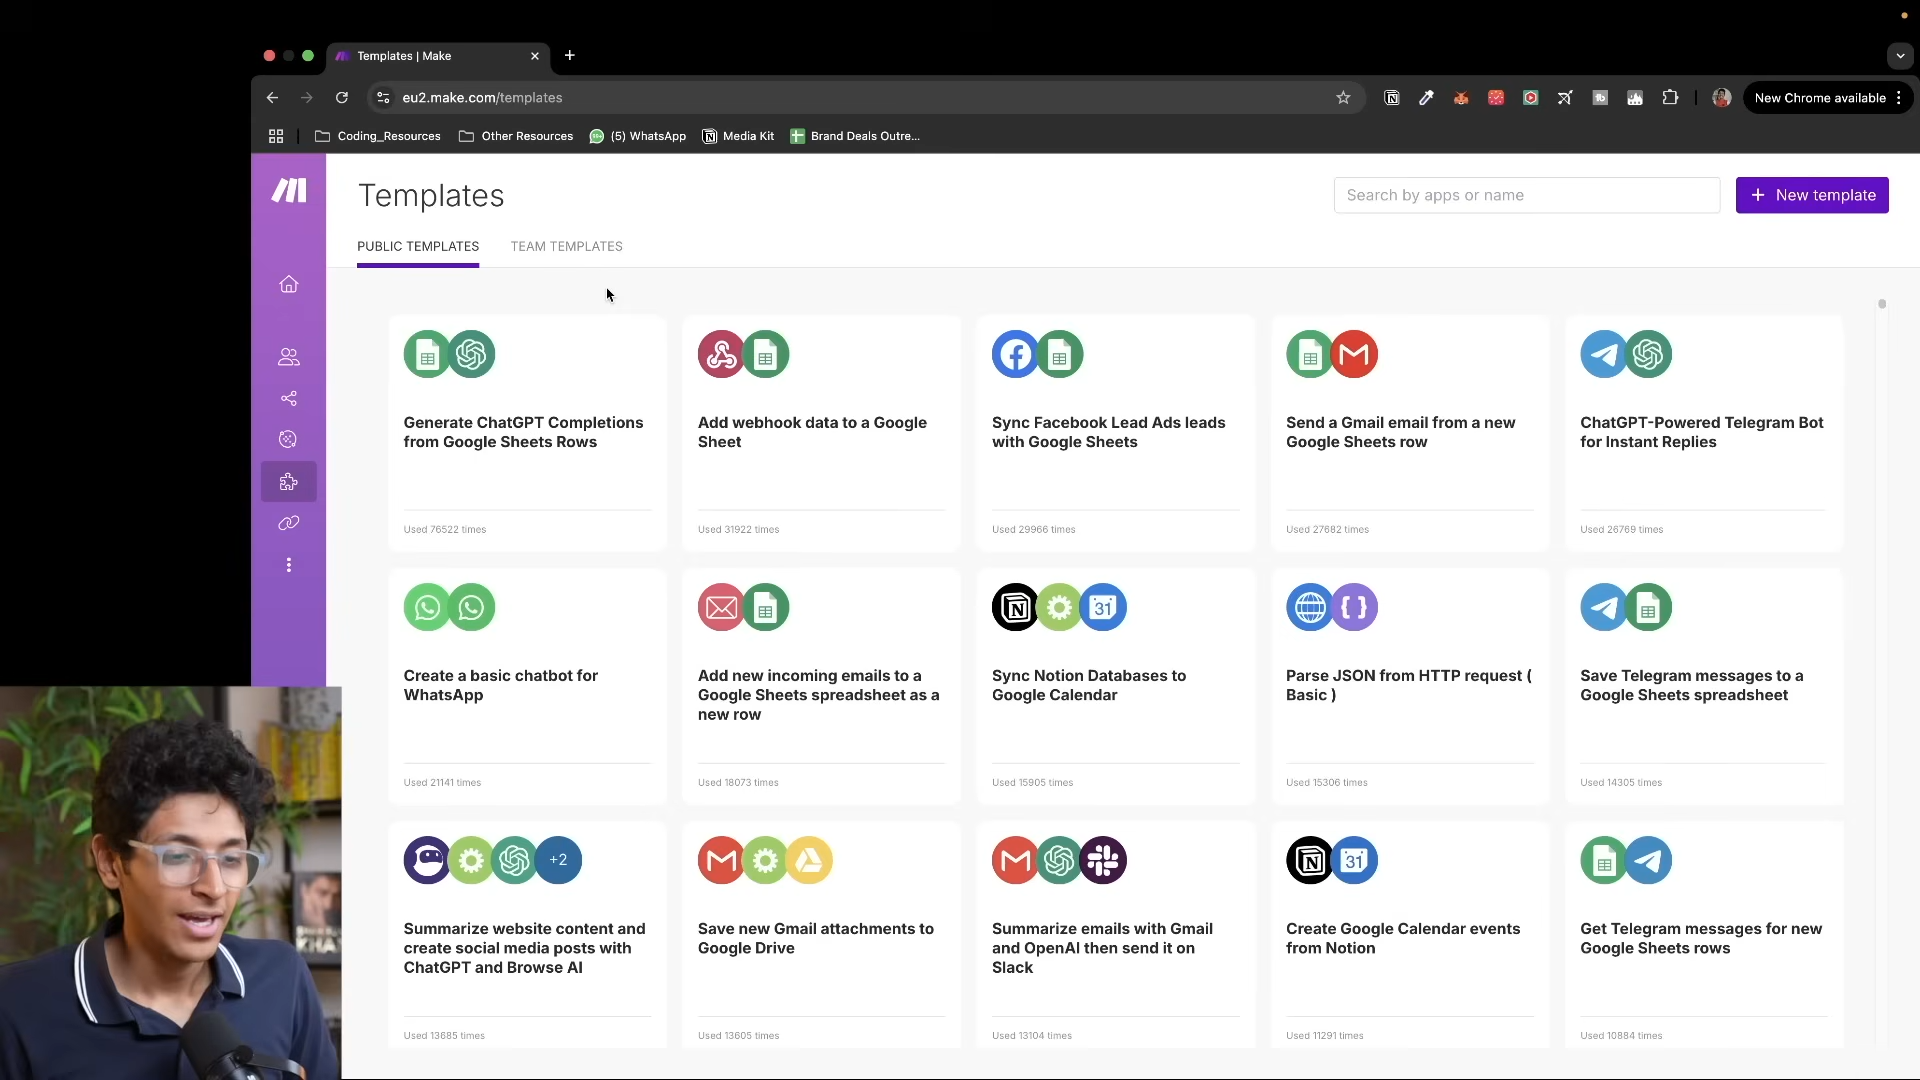 Templates | Make
eu2.make.com/templates
New Chrome available
Coding_Resources
Other Resources
(5) WhatsApp
Media Kit
Brand Deals Outre...
Templates
Search by apps or name
+ New template
PUBLIC TEMPLATES
TEAM TEMPLATES
Generate ChatGPT Completions
from Google Sheets Rows
Used 76522 times
Add webhook data to a Google
Sheet
Used 31922 times
Sync Facebook Lead Ads leads
with Google Sheets
Used 29966 times
Send a Gmail email from a new
Google Sheets row
Used 27682 times
ChatGPT-Powered Telegram Bot
for Instant Replies
Used 26769 times
Create a basic chatbot for
WhatsApp
Used 21141 times
Add new incoming emails to a
Google Sheets spreadsheet as a
new row
Used 18073 times
31
Sync Notion Databases to
Google Calendar
Used 15905 times
Parse JSON from HTTP request (
Basic )
Used 15306 times
Save Telegram messages to a
Google Sheets spreadsheet
Used 14305 times
+2
Summarize website content and
create social media posts with
ChatGPT and Browse AI
Used 13685 times
Save new Gmail attachments to
Google Drive
Used 13605 times
Summarize emails with Gmail
and OpenAI then send it on
Slack
Used 13104 times
31
Create Google Calendar events
from Notion
Used 11291 times
Get Telegram messages for new
Google Sheets rows
Used 10884 times